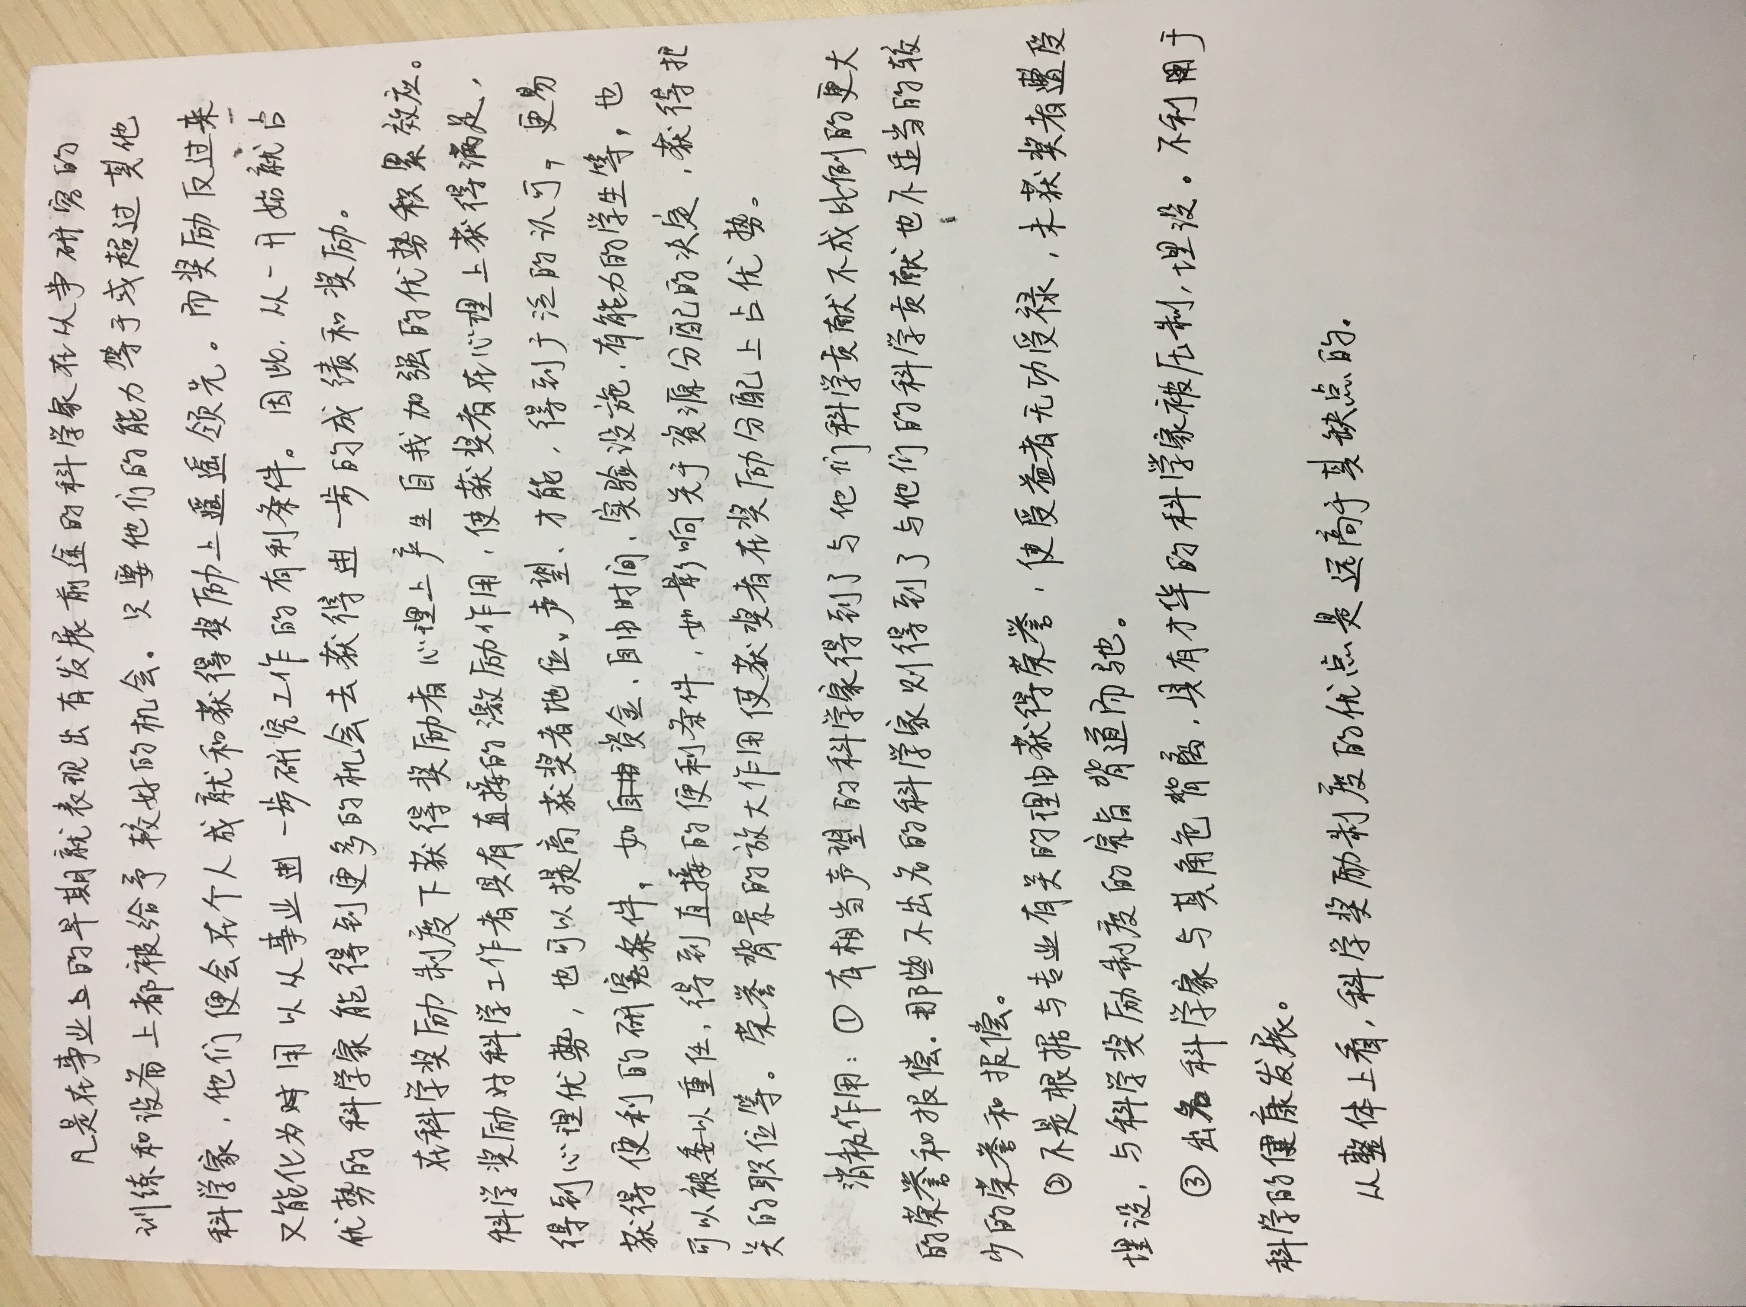 凡是在事业上的早期就表现出有发展前途的科学家在从事研究的
训练和设备上都被给予较好的机会。只要他们的能力等于或超过其他
科学家，他们便会在个人成就和获得奖励上遥遥领先。而奖励反过来
又能化为对用以从事业进一步研究工作的有利条件。因此，从一开始就占
优势的科学家能得到更多的机会去获得进一步的成绩和奖励。
在科学奖励制度下获得奖励者心理上产生自我加强的优势积累效应。
科学奖励对科学工作者具有直接的激励作用，使获奖者在心理上获得满足，
得到心理优势，也可以提高获奖者地位、声望、才能，得到广泛的认可，更易
获得便利的研究条件，如资金、自由时间、实验设施、有能力的学生等，也
可以被委以重任，得到直接的便利条件，如影响关于资源分配的决定，获得把
关的职位等。荣誉背景的放大作用使获奖者在奖励分配上占优势。
消极作用：①有相当声望的科学家得到了与他们科学贡献不成比例的更大
的荣誉和报偿。那些不出名的科学家则得到了与他们的科学贡献也不适当的较
少的荣誉和报偿。
②不是根据与专业有关的理由获得荣誉，使受益者无功受禄，未获奖者遭受
埋没，与科学奖励制度的宗旨背道而驰。
③出名科学家与其角色背离，具有才华的科学家被压制，埋没。不利用于
科学的健康发展。
从整体上看，科学奖励制度的优点是远高于其缺点的。